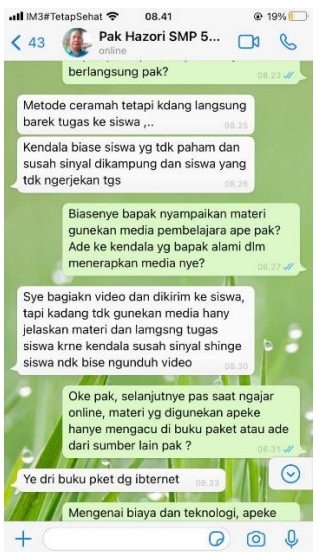 IM3#TetapSehat 08.41 19%
43 Pak Hazori SMP 5...
online
berlangsung pak?
08.23
Metode ceramah tetapi kdang langsung
barek tugas ke siswa ,..
08.25
Kendala biase siswa yg tdk paham dan
susah sinyal dikampung dan siswa yang
tdk ngerjekan tgs
08.26
Biasenye bapak nyampaikan materi
gunekan media pembelajara ape pak?
Ade ke kendala yg bapak alami dlm
menerapkan media nye?
08.27
Sye bagiakn video dan dikirim ke siswa,
tapi kadang tdk gunekan media hany
jelaskan materi dan lamgsng tugas
siswa krne kendala susah sinyal shinge
siswa ndk bise ngunduh video
08.30
Oke pak, selanjutnye pas saat ngajar
online, materi yg digunekan apeke
hanye mengacu di buku paket atau ade
dari sumber lain pak ?
08.31
Ye dri buku pket dg ibternet
08.33
Mengenai biaya dan teknologi, apeke